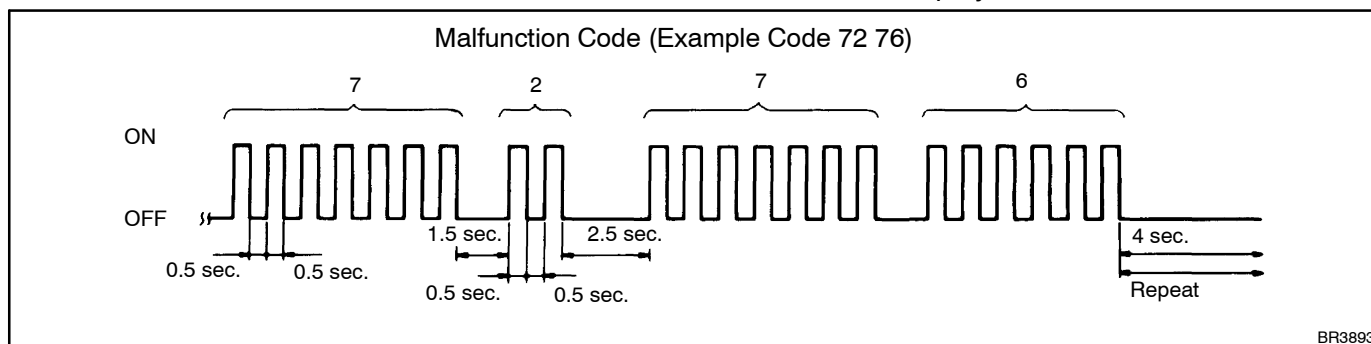 Malfunction Code (Example Code 72 76)
7 2 7 6
ON
OFF
1.5 sec. 2.5 sec. 4 sec.
0.5 sec. 0.5 sec.
0.5 sec. 0.5 sec.
Repeat
BR3893